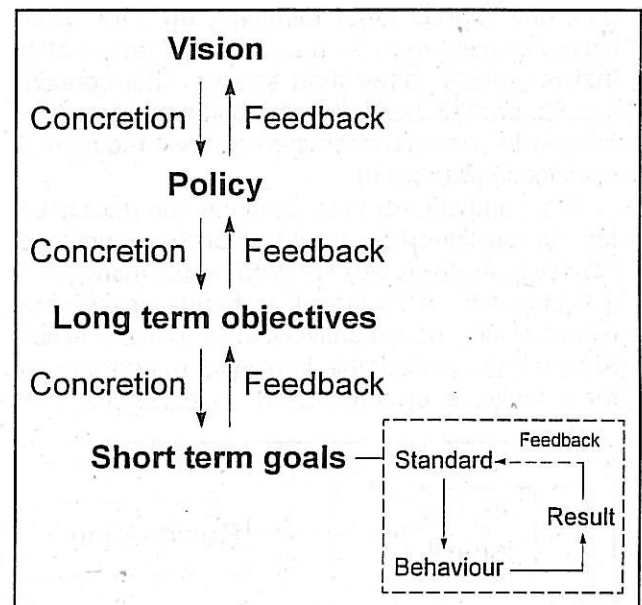 Vision
Concretion Feedback
Policy
Concretion Feedback
Long term objectives
Concretion Feedback
Short term goals
Feedback
Standard
Result
Behaviour